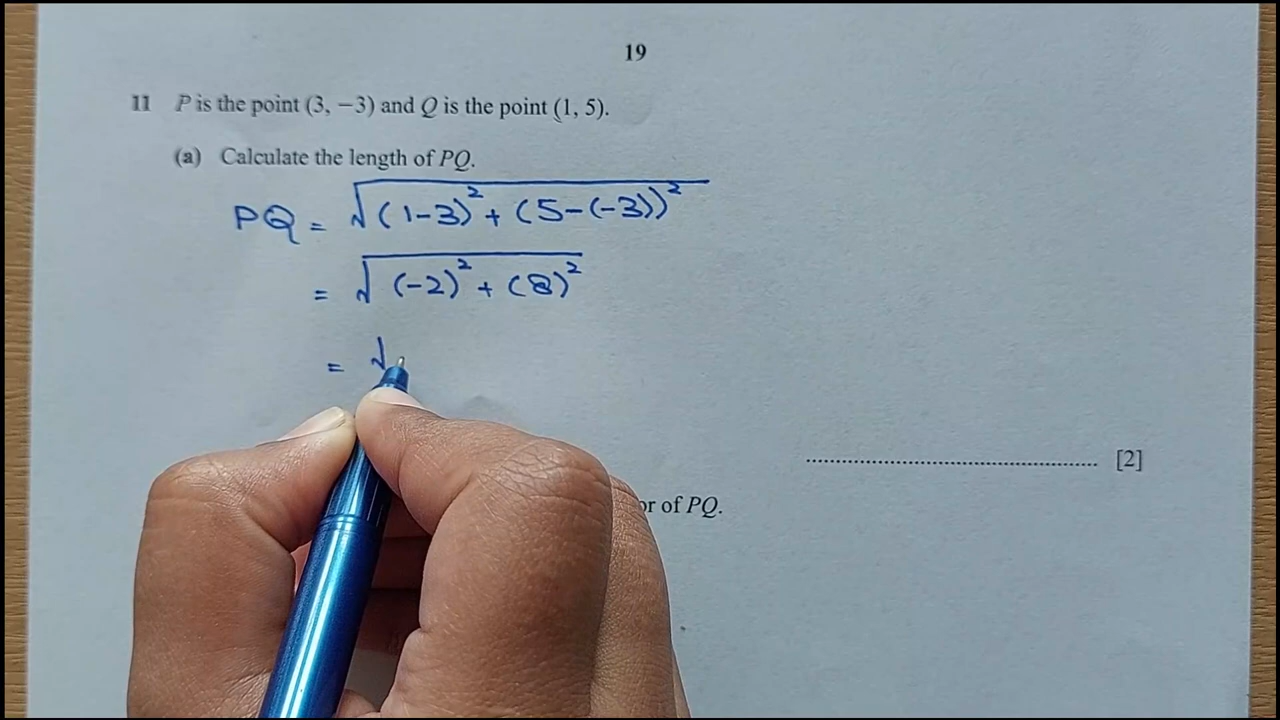 19
11 P is the point (3, −3) and Q is the point (1, 5).
(a) Calculate the length of PQ.
PQ = √(1-3)² + (5-(-3))²
= √(-2)² + (8)²
= √
[2]
of PQ.